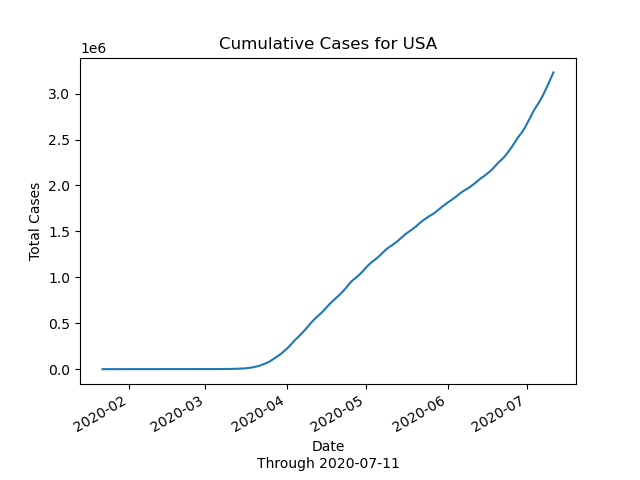 Cumulative Cases for USA
1e6
3.0
2.5
2.0
1.5
1.0
0.5
0.0
Total Cases
2020-02
2020-03
2020-04
2020-05
2020-06
2020-07
Date
Through 2020-07-11